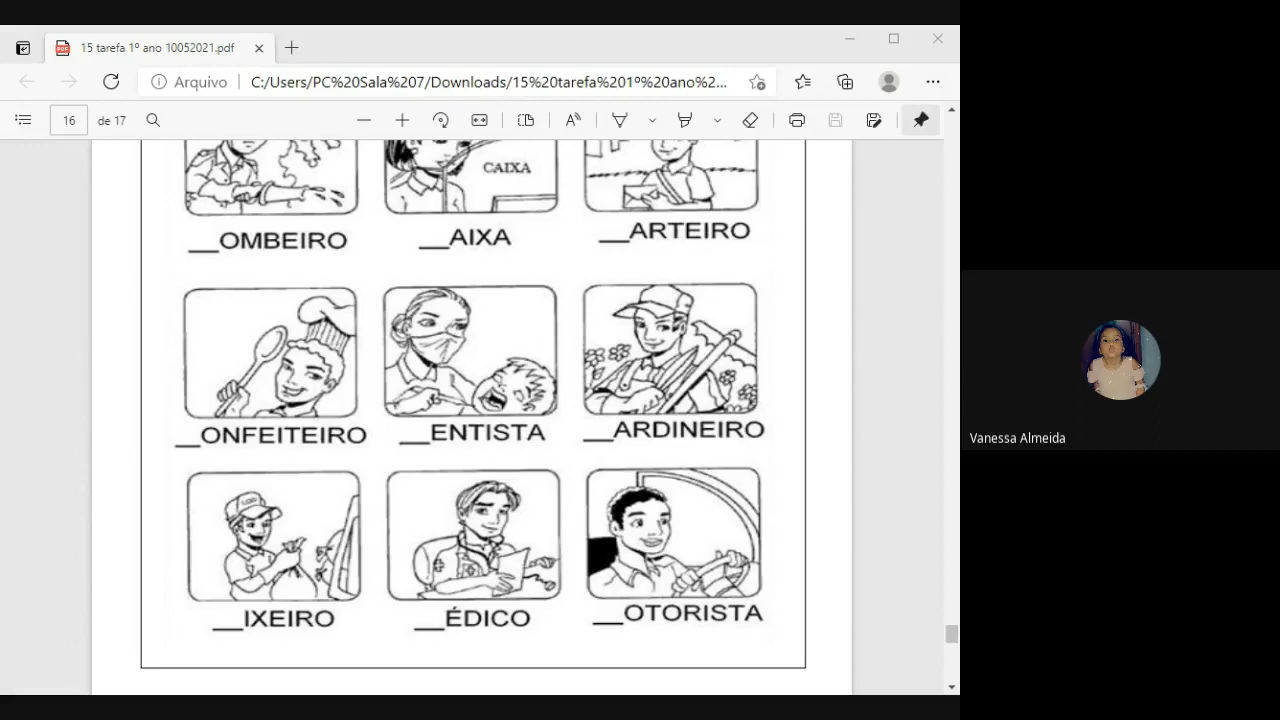 15 tarefa 1º ano 10052021.pdf
Arquivo | C:/Users/PC%20Sala%207/Downloads/15%20tarefa%201º%20ano%2...
16 de 17
CAIXA
__OMBEIRO __AIXA __ARTEIRO
__ONFEITEIRO __ENTISTA __ARDINEIRO
__IXEIRO __ÉDICO __OTORISTA
Vanessa Almeida